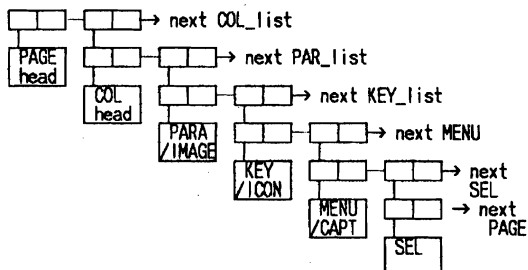 next COL_list
PAGE
head
next PAR_list
COL
head
next KEY_list
PARA
/IMAGE
next MENU
KEY
/ICON
next
SEL
MENU
/CAPT
next
PAGE
SEL